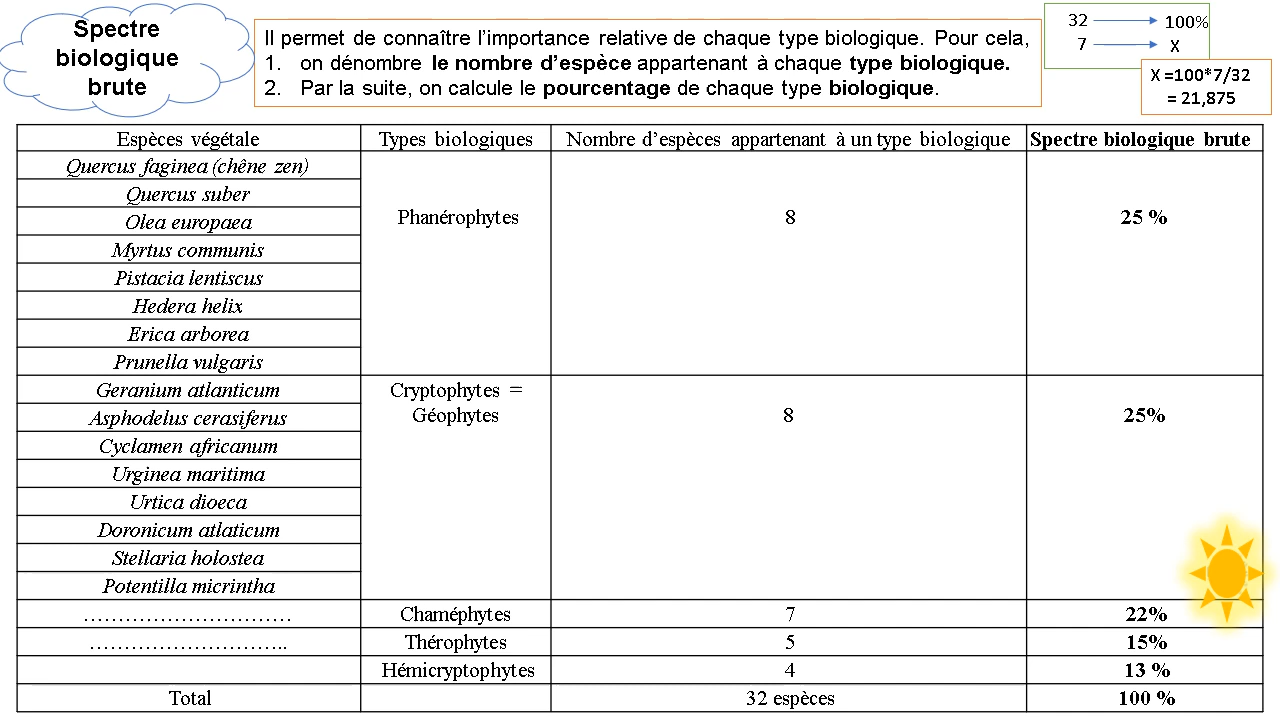 Spectre
biologique
brute
Il permet de connaître l’importance relative de chaque type biologique. Pour cela,
1. on dénombre le nombre d’espèce appartenant à chaque type biologique.
2. Par la suite, on calcule le pourcentage de chaque type biologique.
32 100%
7 X
X =100*7/32
= 21,875
Espèces végétale Types biologiques Nombre d’espèces appartenant à un type biologique Spectre biologique brute
Quercus faginea (chêne zen)
Quercus suber
Olea europaea Phanérophytes 8 25 %
Myrtus communis
Pistacia lentiscus
Hedera helix
Erica arborea
Prunella vulgaris
Geranium atlanticum Cryptophytes =
Asphodelus cerasiferus Géophytes 8 25%
Cyclamen africanum
Urginea maritima
Urtica dioeca
Doronicum atlaticum
Stellaria holostea
Potentilla micrintha
………………………… Chaméphytes 7 22%
……………………….. Thérophytes 5 15%
Hémicryptophytes 4 13 %
Total 32 espèces 100 %